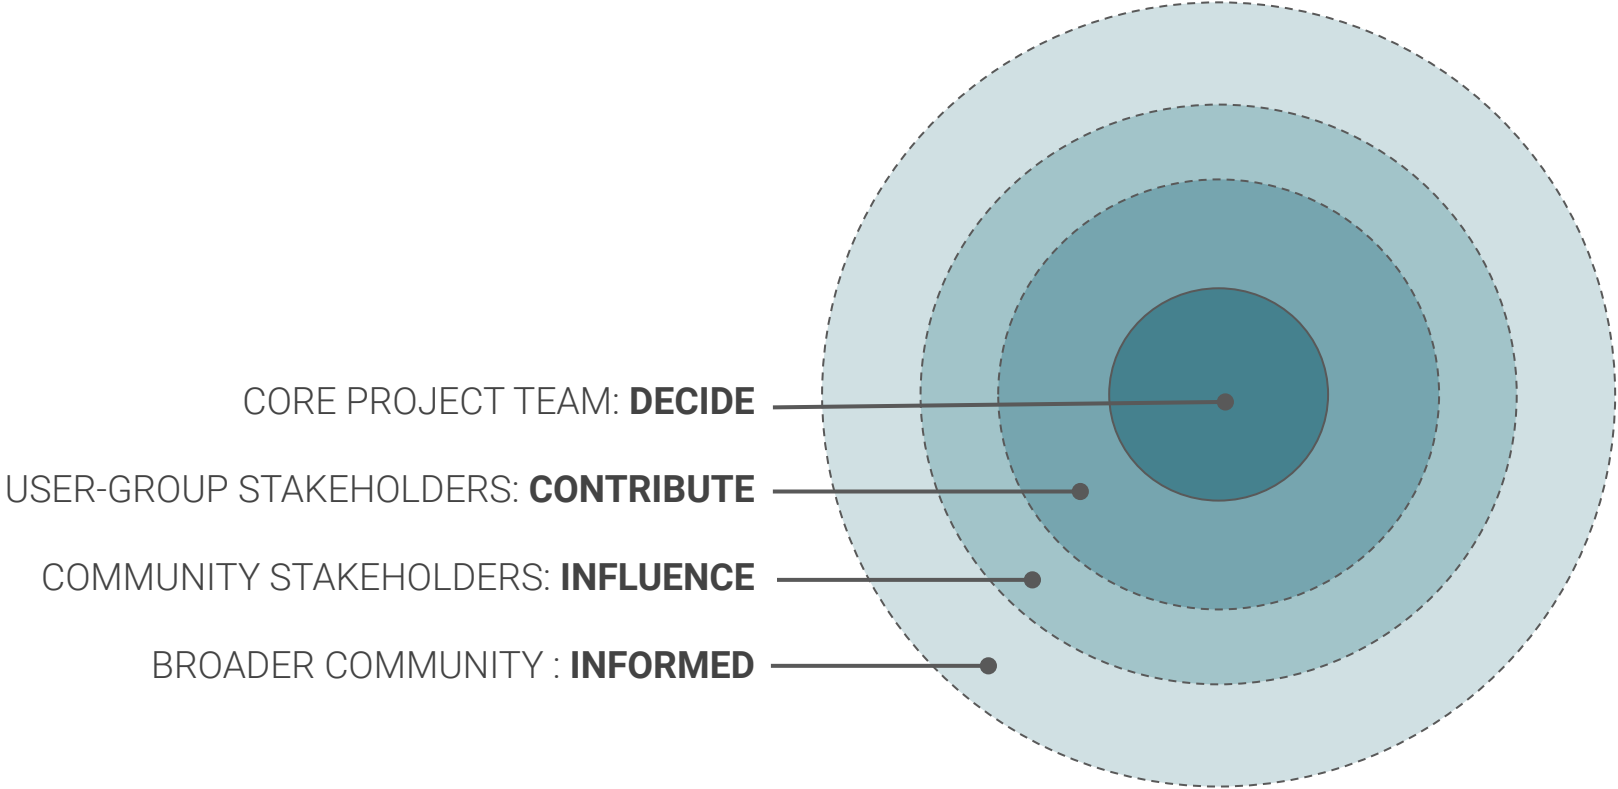 CORE PROJECT TEAM: DECIDE
USER-GROUP STAKEHOLDERS: CONTRIBUTE
COMMUNITY STAKEHOLDERS: INFLUENCE
BROADER COMMUNITY : INFORMED